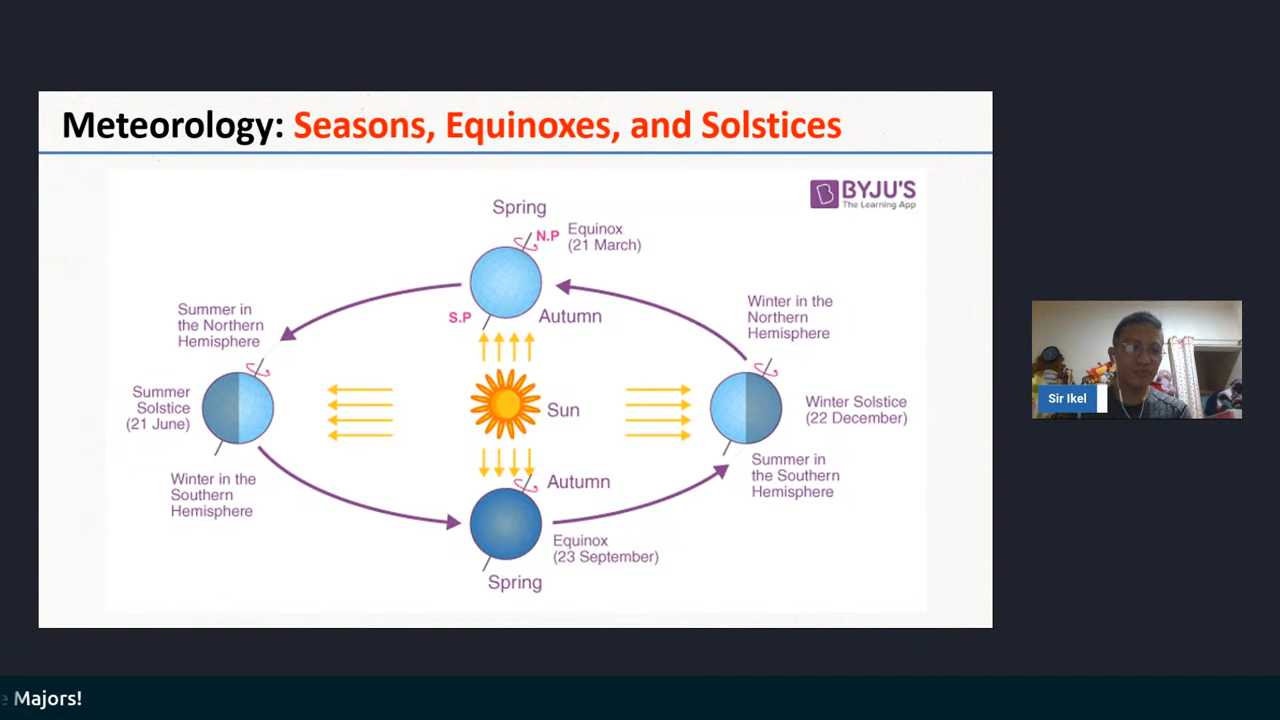 Meteorology: Seasons, Equinoxes, and Solstices
BYJU'S
The Learning App
Spring
N.P
Equinox
(21 March)
S.P
Autumn
Summer in
the Northern
Hemisphere
Winter in the
Northern
Hemisphere
Summer
Solstice
(21 June)
Sun
Winter Solstice
(22 December)
Winter in the
Southern
Hemisphere
Summer in
the Southern
Hemisphere
Autumn
Equinox
(23 September)
Spring
Sir Ikel
Majors!